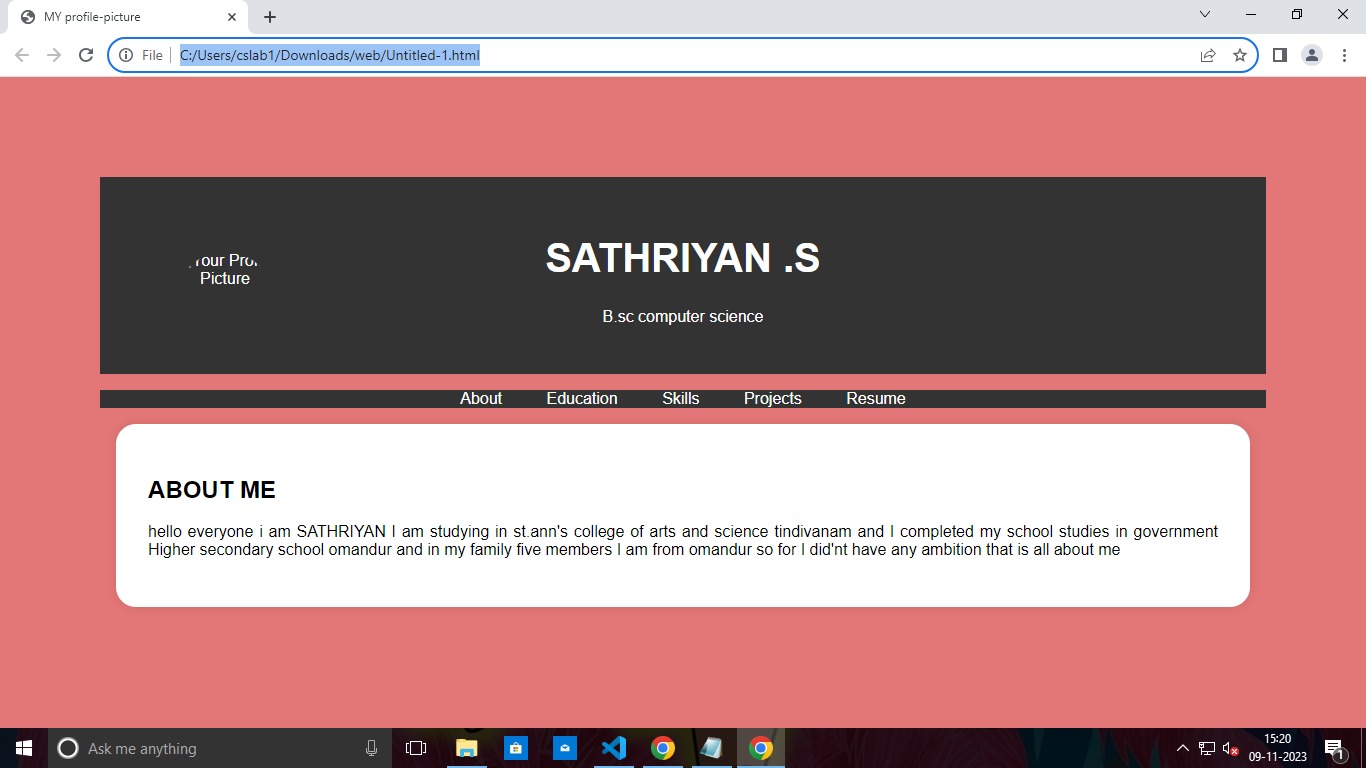 MY profile-picture
File
C:/Users/cslab1/Downloads/web/Untitled-1.html
Your Profile
Picture
SATHRIYAN .S
B.sc computer science
About Education Skills Projects Resume
ABOUT ME
hello everyone i am SATHRIYAN I am studying in st.ann's college of arts and science tindivanam and I completed my school studies in government
Higher secondary school omandur and in my family five members I am from omandur so for I did'nt have any ambition that is all about me
Ask me anything
15:20
09-11-2023
1